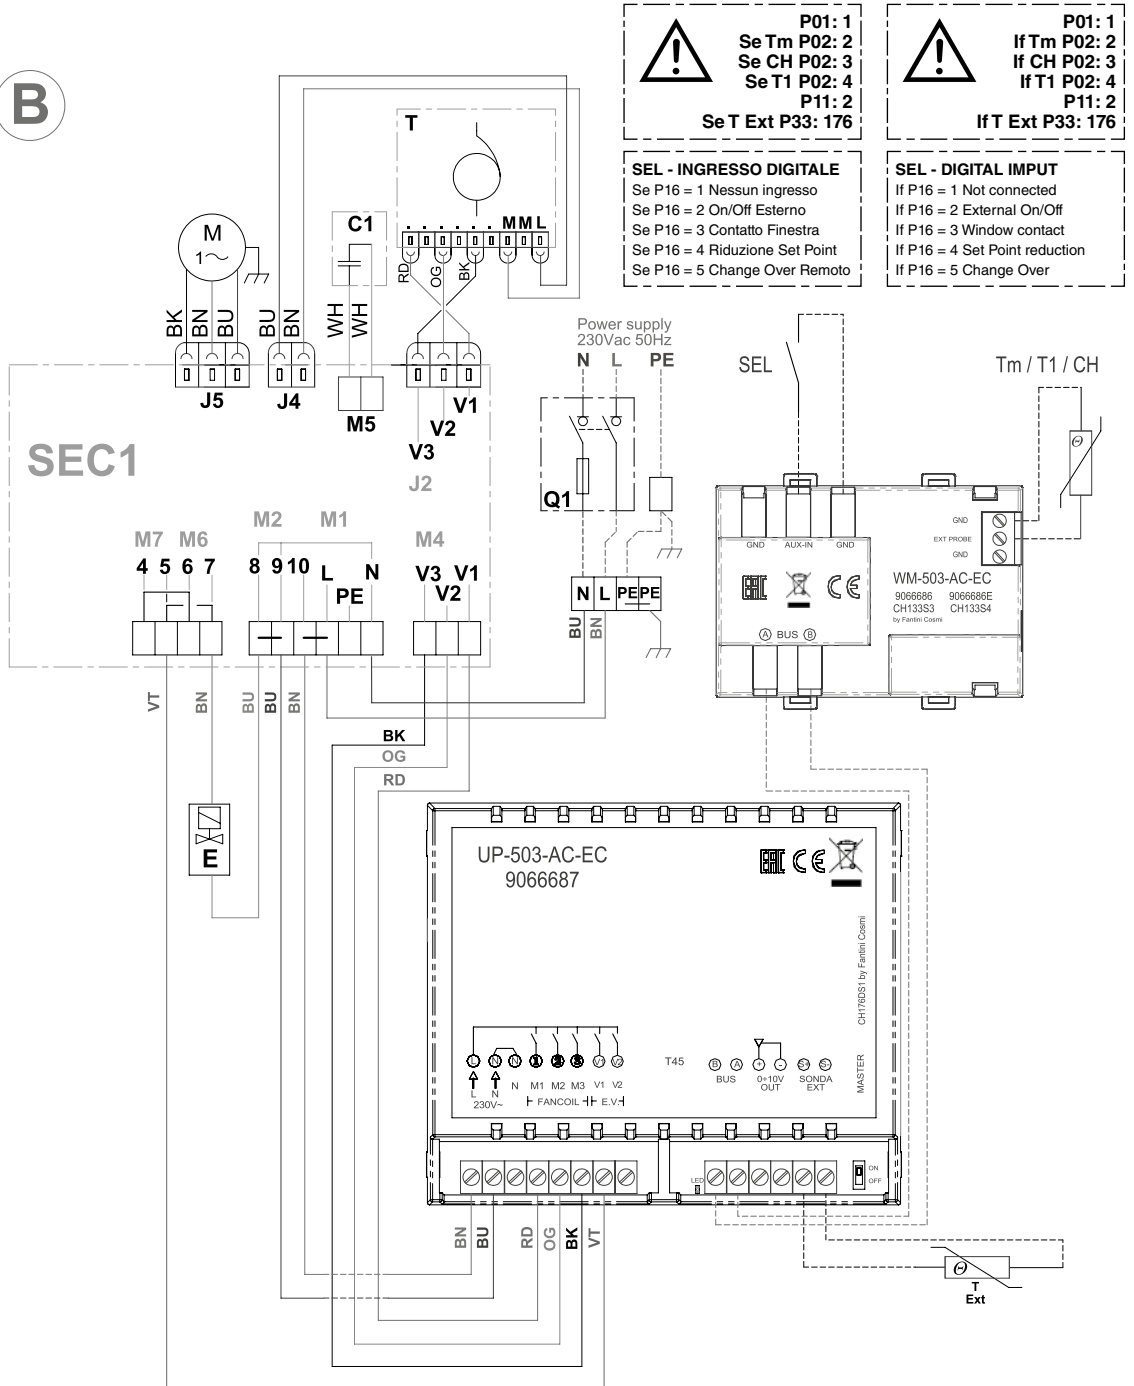 B
P01: 1
Se Tm P02: 2
Se CH P02: 3
Se T1 P02: 4
P11: 2
Se T Ext P33: 176
P01: 1
If Tm P02: 2
If CH P02: 3
If T1 P02: 4
P11: 2
If T Ext P33: 176
SEL - INGRESSO DIGITALE
Se P16 = 1 Nessun ingresso
Se P16 = 2 On/Off Esterno
Se P16 = 3 Contatto Finestra
Se P16 = 4 Riduzione Set Point
Se P16 = 5 Change Over Remoto
SEL - DIGITAL IMPUT
If P16 = 1 Not connected
If P16 = 2 External On/Off
If P16 = 3 Window contact
If P16 = 4 Set Point reduction
If P16 = 5 Change Over
T
M M L
RD
OG
BK
C1
WH
WH
M
1~
BK
BN
BU
BU
BN
J5
J4
M5
V1
V2
V3
J2
SEC1
Power supply
230Vac 50Hz
N L PE
Q1
N L PE PE
BU
BN
SEL
Tm / T1 / CH
Θ
GND AUX-IN GND
GND
EXT PROBE
GND
WM-503-AC-EC
9066686 9066686E
CH133S3 CH133S4
by Fantini Cosmi
A BUS B
M7 M6
4 5 6 7
M2 M1
8 9 10 L PE N
M4
V3 V2 V1
VT
BN
BU
BU
BN
BK
OG
RD
E
UP-503-AC-EC
9066687
CH176DS1 by Fantini Cosmi
MASTER
L N N 1 2 3 V1 V2
L N N M1 M2 M3 V1 V2
230V~
FANCOIL E.V.
T45
B A + - S+ S-
BUS
0÷10V
OUT
SONDA
EXT
LED
ON
OFF
BN
BU
RD
OG
BK
VT
Θ
T
Ext